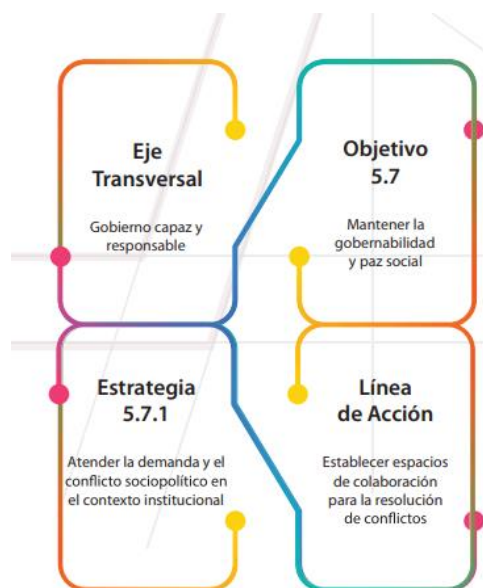 Eje
Transversal
Gobierno capaz y
responsable
Objetivo
5.7
Mantener la
gobernabilidad
y paz social
Estrategia
5.7.1
Atender la demanda y el
conflicto sociopolítico en
el contexto institucional
Línea
de Acción
Establecer espacios
de colaboración
para la resolución
de conflictos